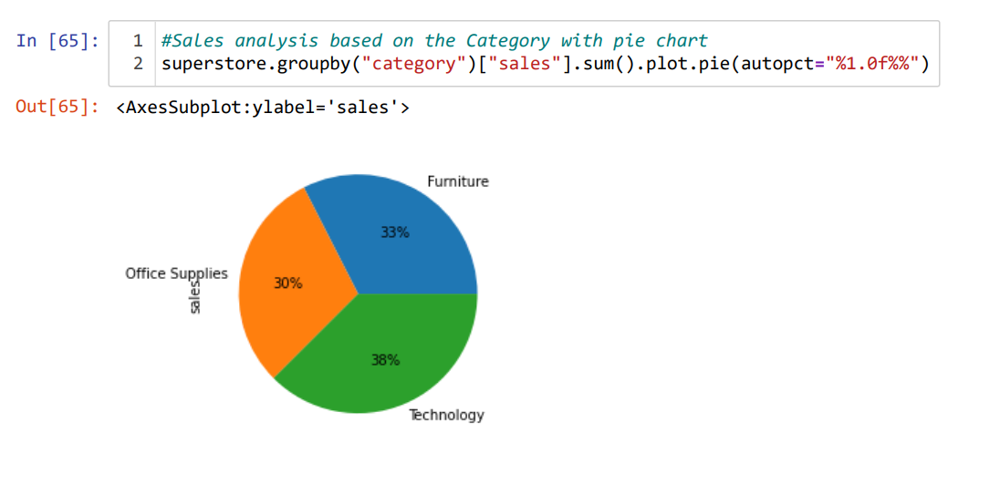 In [65]:
1 #Sales analysis based on the Category with pie chart
2 superstore.groupby("category")["sales"].sum().plot.pie(autopct="%1.0f%%")
Out[65]: <AxesSubplot:ylabel='sales'>
Furniture
33%
Office Supplies
30%
sales
38%
Technology